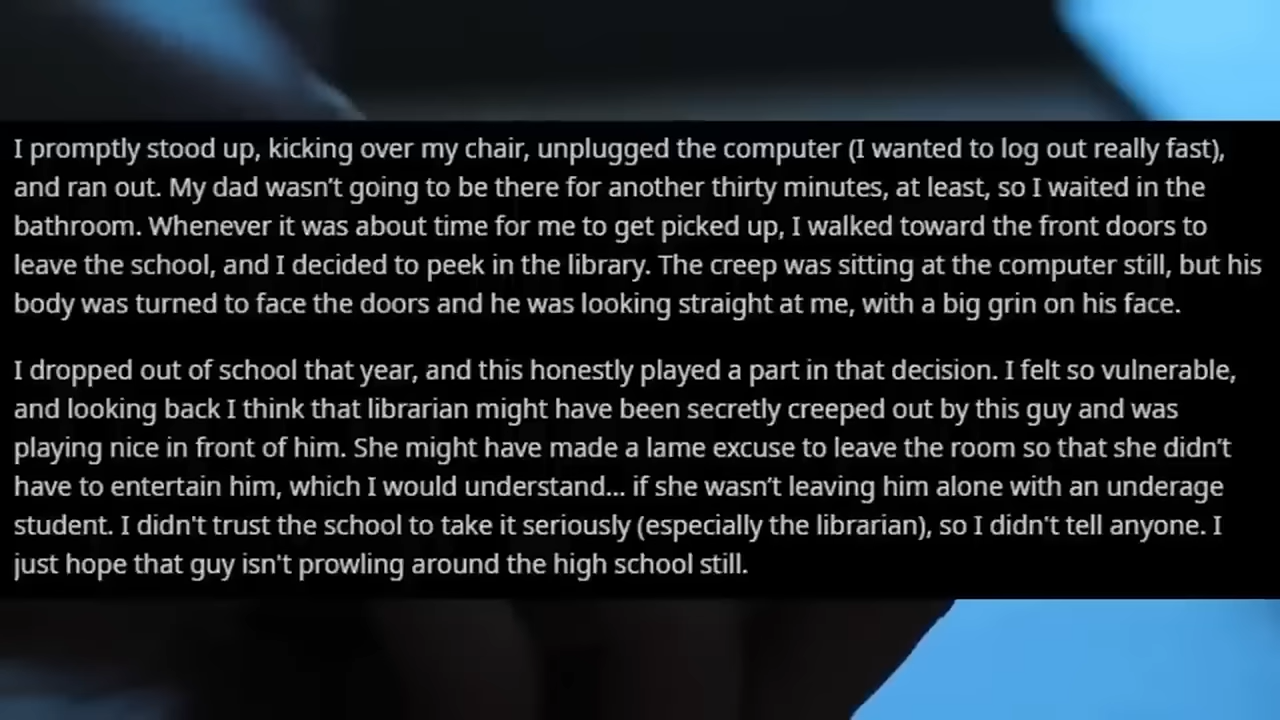 I promptly stood up, kicking over my chair, unplugged the computer (I wanted to log out really fast),
and ran out. My dad wasn’t going to be there for another thirty minutes, at least, so I waited in the
bathroom. Whenever it was about time for me to get picked up, I walked toward the front doors to
leave the school, and I decided to peek in the library. The creep was sitting at the computer still, but his
body was turned to face the doors and he was looking straight at me, with a big grin on his face.
I dropped out of school that year, and this honestly played a part in that decision. I felt so vulnerable,
and looking back I think that librarian might have been secretly creeped out by this guy and was
playing nice in front of him. She might have made a lame excuse to leave the room so that she didn’t
have to entertain him, which I would understand... if she wasn’t leaving him alone with an underage
student. I didn't trust the school to take it seriously (especially the librarian), so I didn't tell anyone. I
just hope that guy isn't prowling around the high school still.